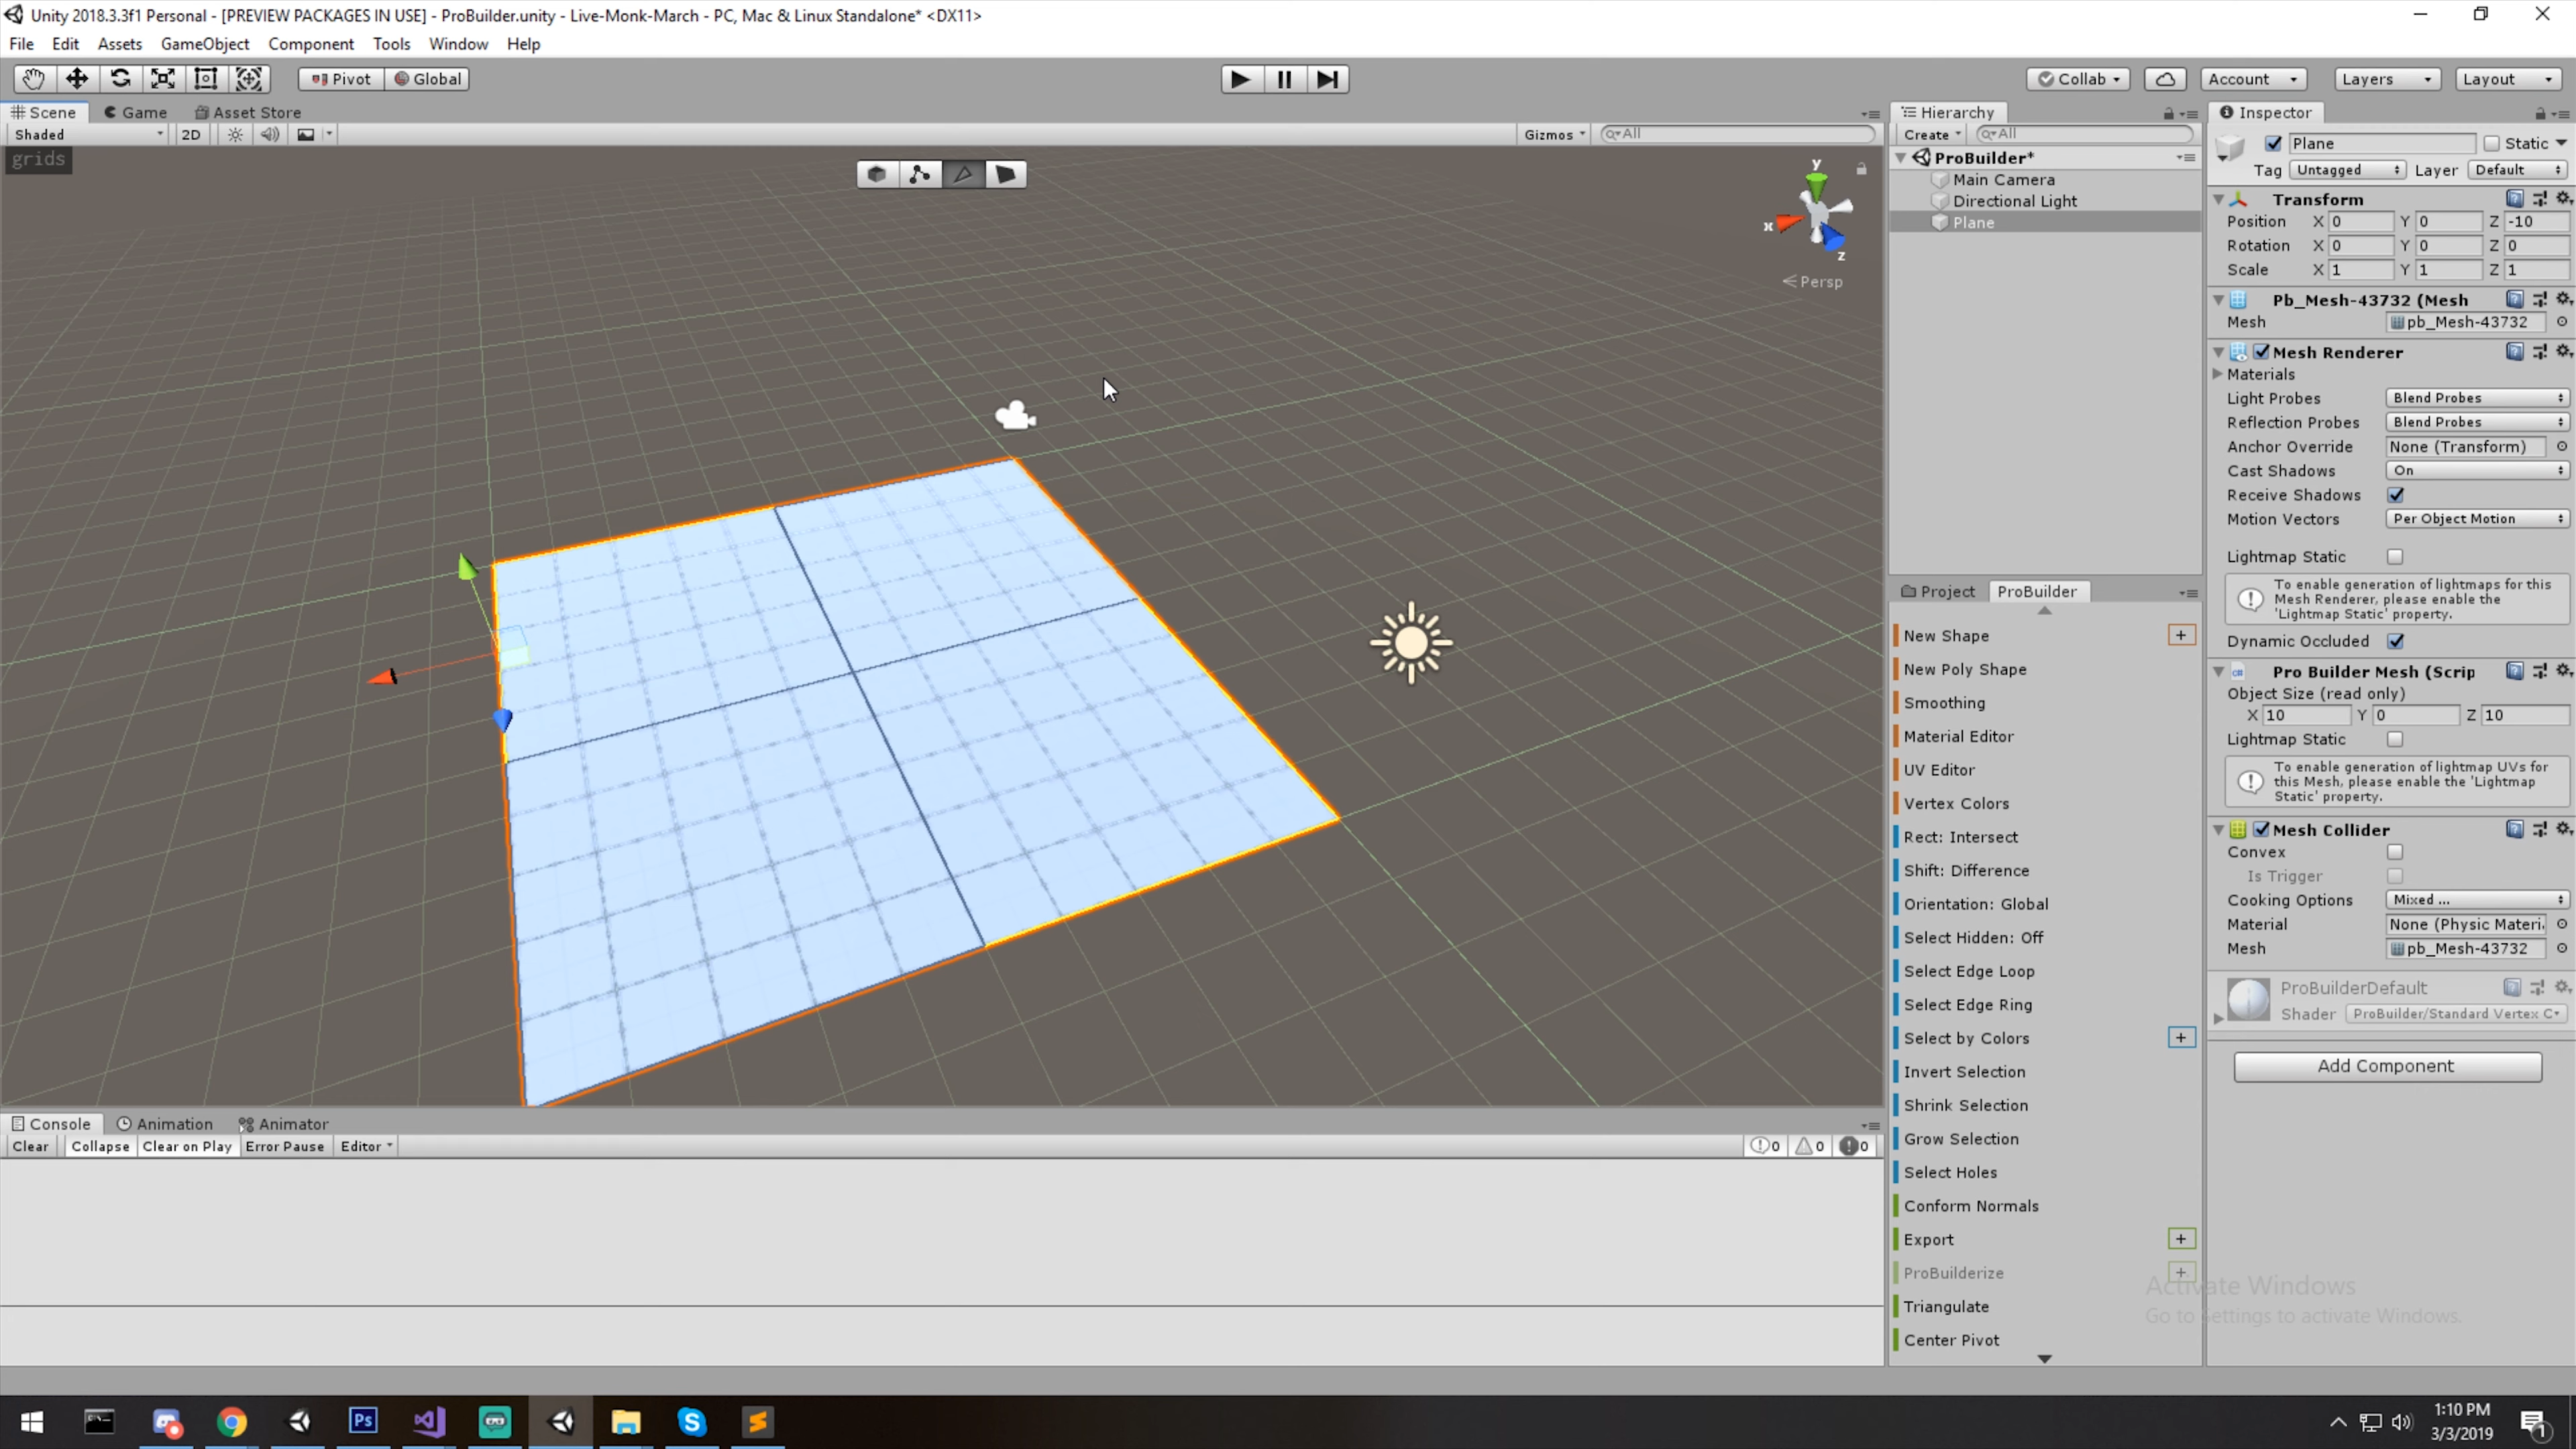 Unity 2018.3.3f1 Personal - [PREVIEW PACKAGES IN USE] - ProBuilder.unity - Live-Monk-March - PC, Mac & Linux Standalone* <DX11>
File Edit Assets GameObject Component Tools Window Help
Pivot Global
Collab Account Layers Layout
Scene Game Asset Store
Shaded 2D Gizmos All
grids
y
x
z
Persp
Hierarchy
Create All
ProBuilder*
Main Camera
Directional Light
Plane
Project ProBuilder
New Shape +
New Poly Shape
Smoothing
Material Editor
UV Editor
Vertex Colors
Rect: Intersect
Shift: Difference
Orientation: Global
Select Hidden: Off
Select Edge Loop
Select Edge Ring
Select by Colors +
Invert Selection
Shrink Selection
Grow Selection
Select Holes
Conform Normals
Export +
ProBuilderize +
Triangulate
Center Pivot
Inspector
Plane Static
Tag Untagged Layer Default
Transform
Position X 0 Y 0 Z -10
Rotation X 0 Y 0 Z 0
Scale X 1 Y 1 Z 1
Pb_Mesh-43732 (Mesh
Mesh pb_Mesh-43732
Mesh Renderer
Materials
Light Probes Blend Probes
Reflection Probes Blend Probes
Anchor Override None (Transform)
Cast Shadows On
Receive Shadows
Motion Vectors Per Object Motion
Lightmap Static
To enable generation of lightmaps for this
Mesh Renderer, please enable the
'Lightmap Static' property.
Dynamic Occluded
Pro Builder Mesh (Scrip
Object Size (read only)
X 10 Y 0 Z 10
Lightmap Static
To enable generation of lightmap UVs for
this Mesh, please enable the 'Lightmap
Static' property.
Mesh Collider
Convex
Is Trigger
Cooking Options Mixed ...
Material None (Physic Materi
Mesh pb_Mesh-43732
ProBuilderDefault
Shader ProBuilder/Standard Vertex C
Add Component
Activate Windows
Go to Settings to activate Windows.
Console Animation Animator
Clear Collapse Clear on Play Error Pause Editor 0 0 0
Ps
1:10 PM
3/3/2019
1